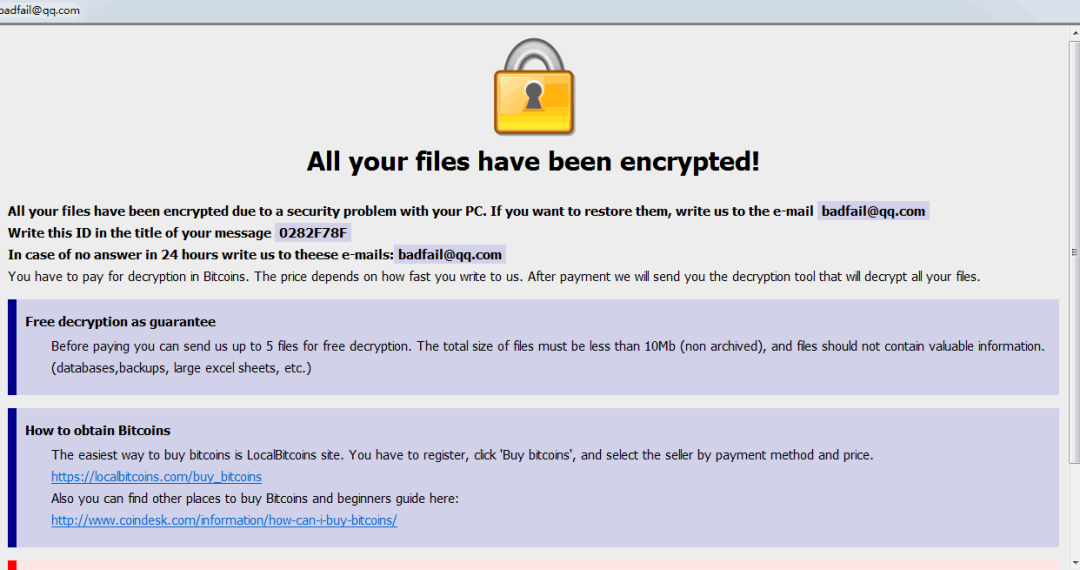 badfail@qq.com
All your files have been encrypted!
All your files have been encrypted due to a security problem with your PC. If you want to restore them, write us to the e-mail badfail@qq.com
Write this ID in the title of your message 0282F78F
In case of no answer in 24 hours write us to theese e-mails: badfail@qq.com
You have to pay for decryption in Bitcoins. The price depends on how fast you write to us. After payment we will send you the decryption tool that will decrypt all your files.
Free decryption as guarantee
Before paying you can send us up to 5 files for free decryption. The total size of files must be less than 10Mb (non archived), and files should not contain valuable information.
(databases,backups, large excel sheets, etc.)
How to obtain Bitcoins
The easiest way to buy bitcoins is LocalBitcoins site. You have to register, click 'Buy bitcoins', and select the seller by payment method and price.
https://localbitcoins.com/buy_bitcoins
Also you can find other places to buy Bitcoins and beginners guide here:
http://www.coindesk.com/information/how-can-i-buy-bitcoins/